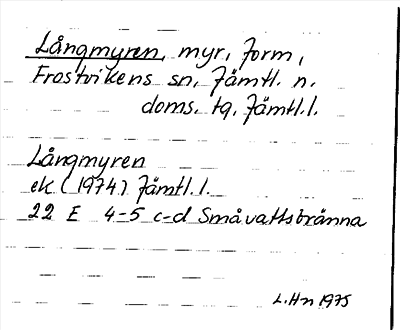 Långmyren, myr, form,
Frostvikens sn, Jämtl. n.
doms. tg, Jämtl.l.
Långmyren
ek (1974) Jämtl.l.
22 E 4-5 c-d Småvattsbränna
L.Hn 1975